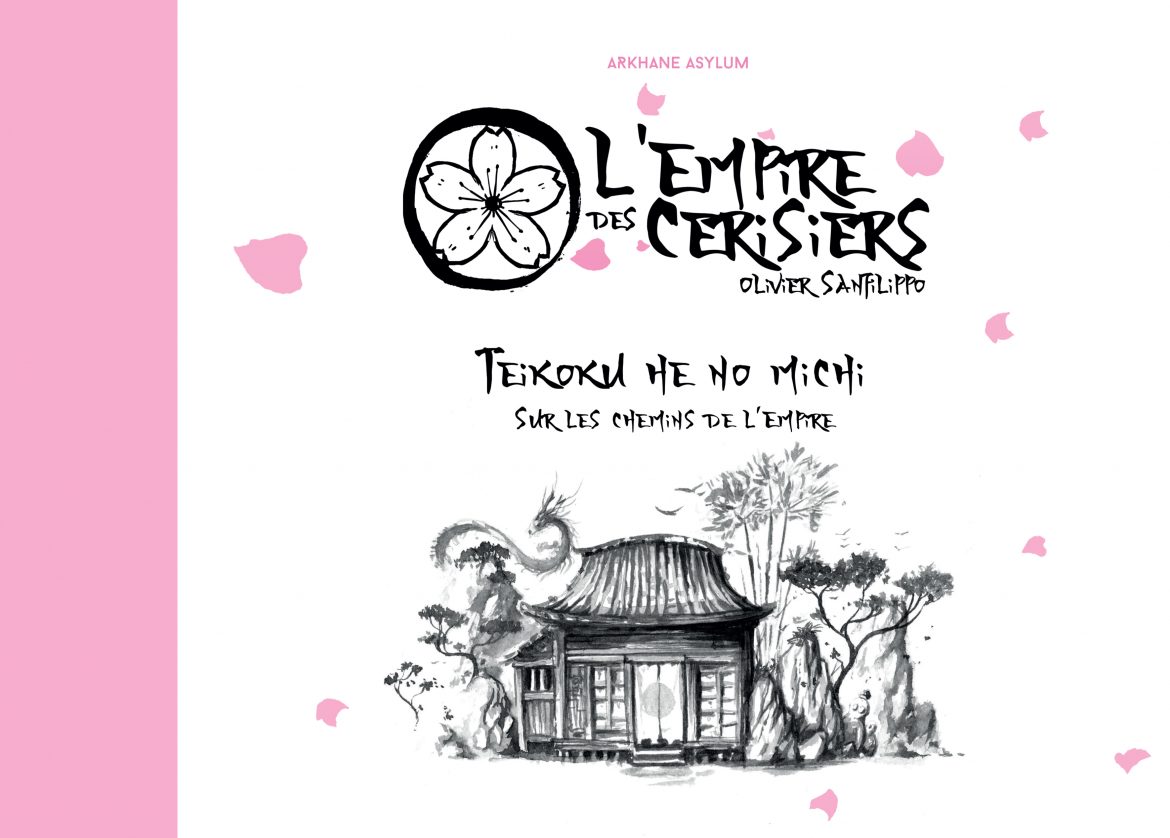 ARKHANE ASYLUM
L'EMPIRE
DES CERISIERS
OLIVIER SANFILIPPO
TEIKOKU HE NO MICHI
SUR LES CHEMINS DE L'EMPIRE